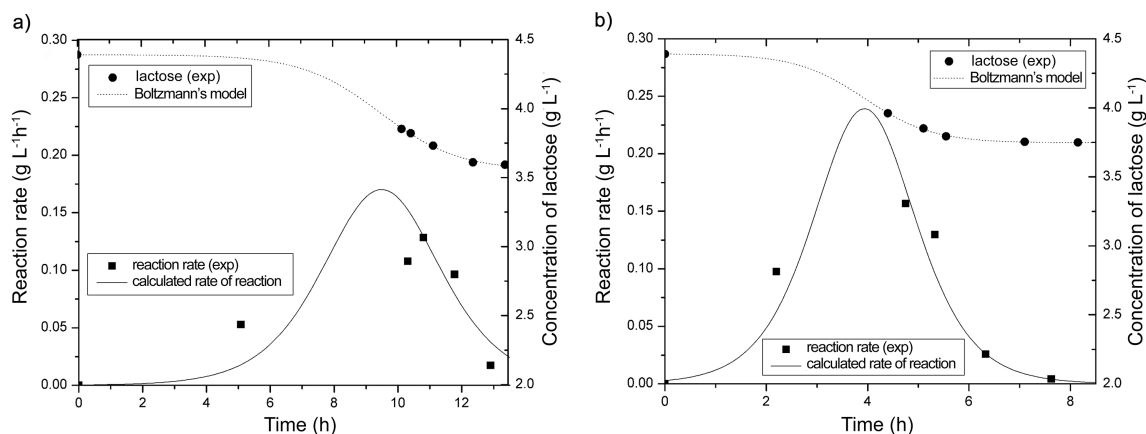 a)
Reaction rate (g L-1h-1)
0.30
0.25
0.20
0.15
0.10
0.05
0.00
lactose (exp)
Boltzmann's model
reaction rate (exp)
calculated rate of reaction
0 2 4 6 8 10 12
Time (h)
4.5
4.0
3.5
3.0
2.5
2.0
Concentration of lactose (g L-1)
b)
Reaction rate (g L-1h-1)
0.30
0.25
0.20
0.15
0.10
0.05
0.00
lactose (exp)
Boltzmann's model
reaction rate (exp)
calculated rate of reaction
0 2 4 6 8
Time (h)
4.5
4.0
3.5
3.0
2.5
2.0
Concentration of lactose (g L-1)